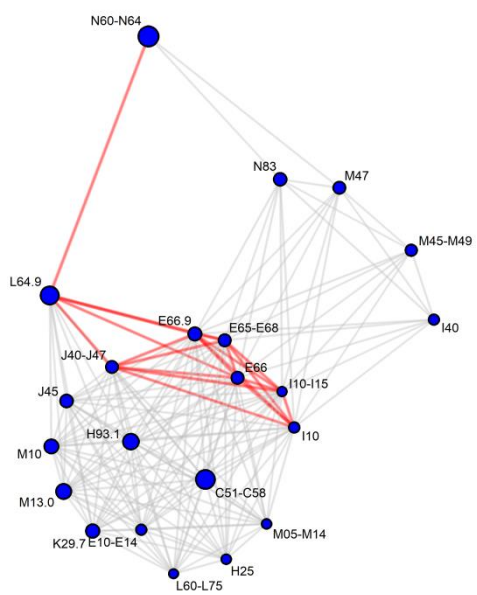 N60-N64
N83
M47
M45-M49
L64.9
E66.9
E65-E68
I40
J40-J47
E66
I10-I15
J45
H93.1
I10
M10
C51-C58
M13.0
K29.7
E10-E14
M05-M14
H25
L60-L75